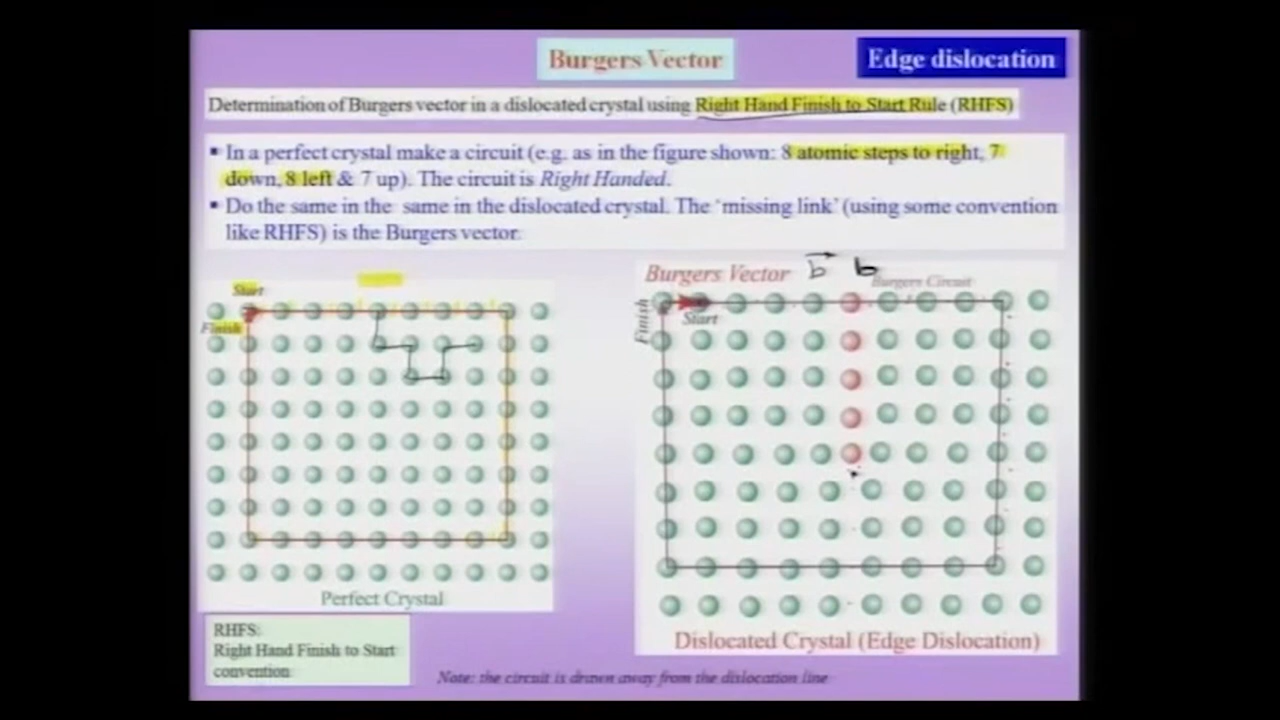 Burgers Vector
Edge dislocation
Determination of Burgers vector in a dislocated crystal using Right Hand Finish to Start Rule (RHFS)
▪ In a perfect crystal make a circuit (e.g. as in the figure shown: 8 atomic steps to right, 7
down, 8 left & 7 up). The circuit is Right Handed.
▪ Do the same in the same in the dislocated crystal. The 'missing link' (using some convention
like RHFS) is the Burgers vector.
Start
Finish
Perfect Crystal
RHFS:
Right Hand Finish to Start
convention
Burgers Vector b b
Burgers Circuit
Finish
Start
Dislocated Crystal (Edge Dislocation)
Note: the circuit is drawn away from the dislocation line